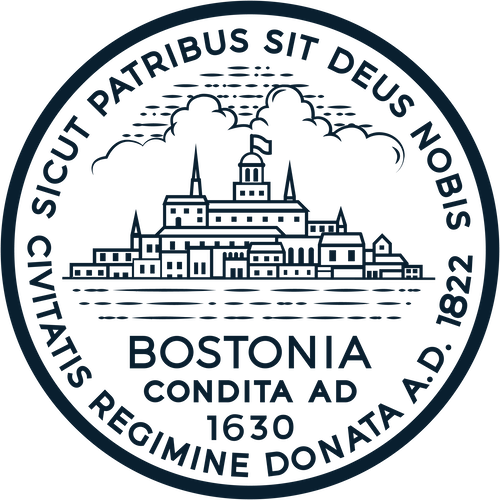 SICUT PATRIBUS SIT DEUS NOBIS
CIVITATIS REGIMINE DONATA A.D. 1822
BOSTONIA
CONDITA AD
1630